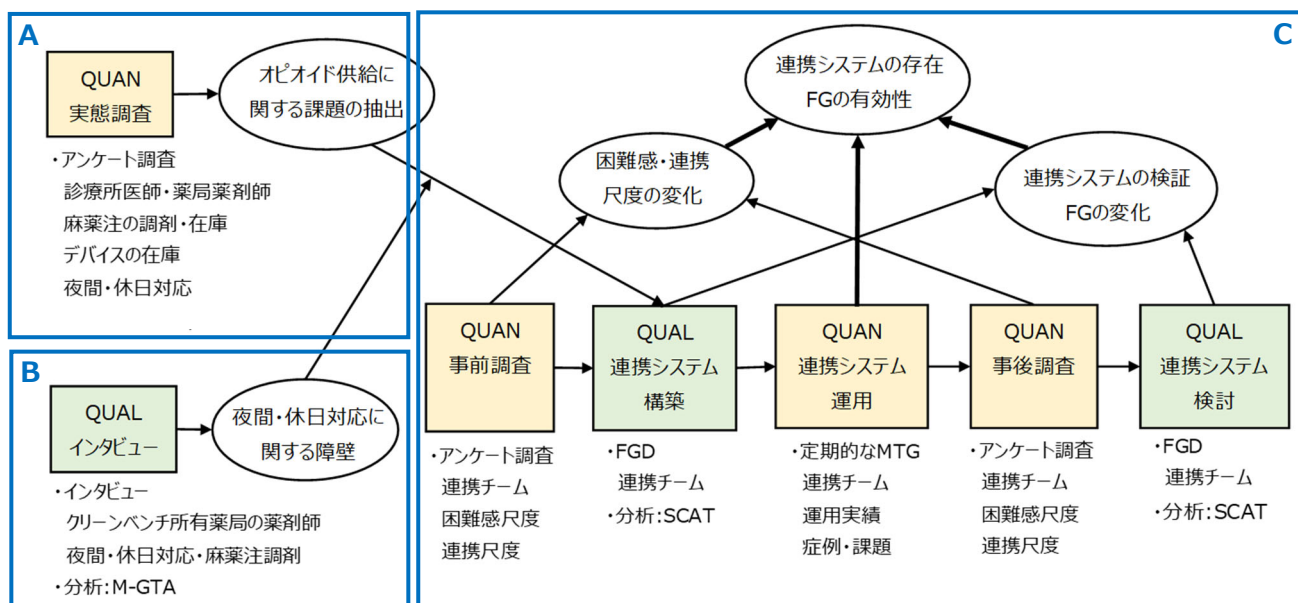 A
QUAN
実態調査
オピオイド供給に
関する課題の抽出
・アンケート調査
診療所医師・薬局薬剤師
麻薬注の調剤・在庫
デバイスの在庫
夜間・休日対応
B
QUAL
インタビュー
夜間・休日対応に
関する障壁
・インタビュー
クリーンベンチ所有薬局の薬剤師
夜間・休日対応・麻薬注調剤
・分析:M-GTA
C
連携システムの存在
FGの有効性
困難感・連携
尺度の変化
連携システムの検証
FGの変化
QUAN
事前調査
・アンケート調査
連携チーム
困難感尺度
連携尺度
QUAL
連携システム
構築
・FGD
連携チーム
・分析:SCAT
QUAN
連携システム
運用
・定期的なMTG
連携チーム
運用実績
症例・課題
QUAN
事後調査
・アンケート調査
連携チーム
困難感尺度
連携尺度
QUAL
連携システム
検討
・FGD
連携チーム
・分析:SCAT